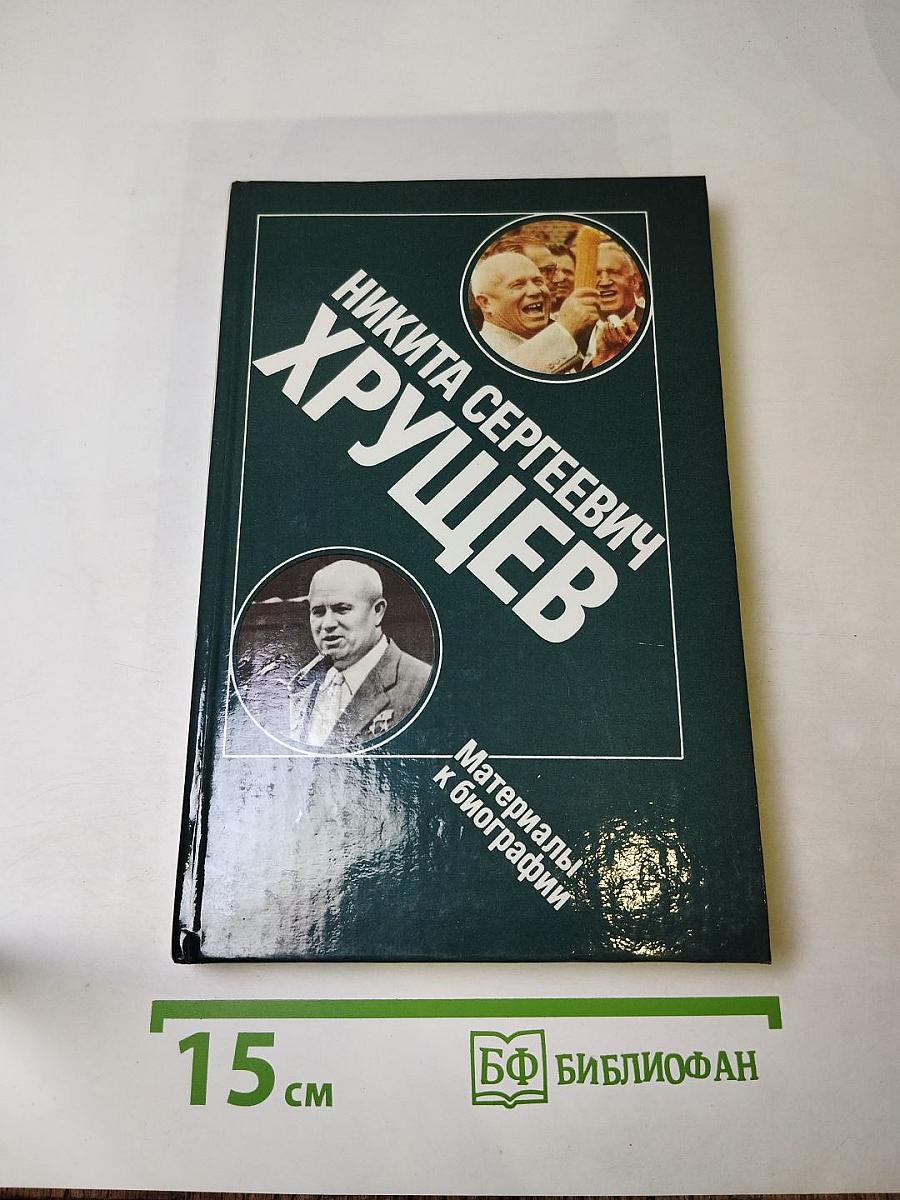 НИКИТА СЕРГЕЕВИЧ
ХРУЩЕВ
Материалы
к биографии
15 см
БФ БИБЛИОФАН